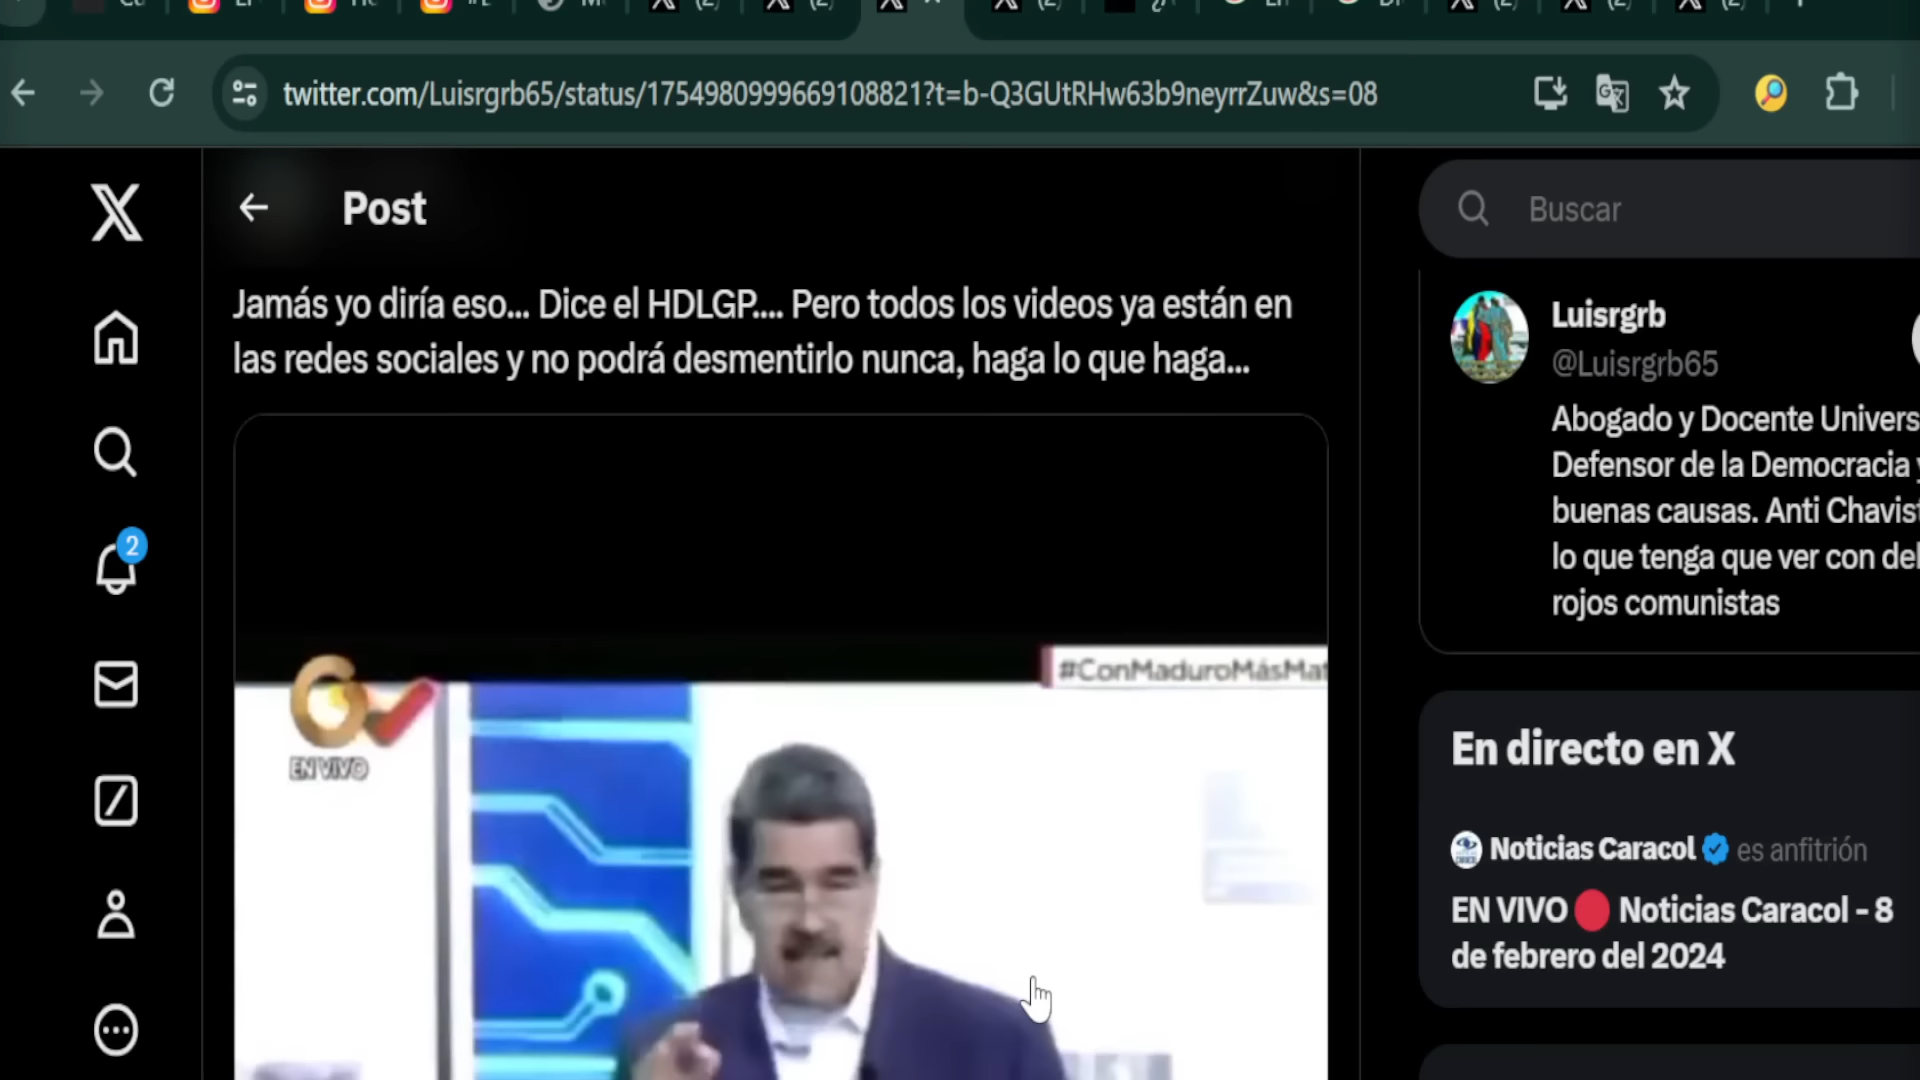 twitter.com/Luisrgrb65/status/1754980999669108821?t=b-Q3GUtRHw63b9neyrrZuw&s=08
Post
Buscar
Jamás yo diría eso... Dice el HDLGP.... Pero todos los videos ya están en
las redes sociales y no podrá desmentirlo nunca, haga lo que haga...
Luisrgrb
@Luisrgrb65
Abogado y Docente Univers
Defensor de la Democracia y
buenas causas. Anti Chavist
lo que tenga que ver con del
rojos comunistas
2
#ConMaduroMásMat
EN VIVO
En directo en X
Noticias Caracol es anfitrión
EN VIVO Noticias Caracol - 8
de febrero del 2024